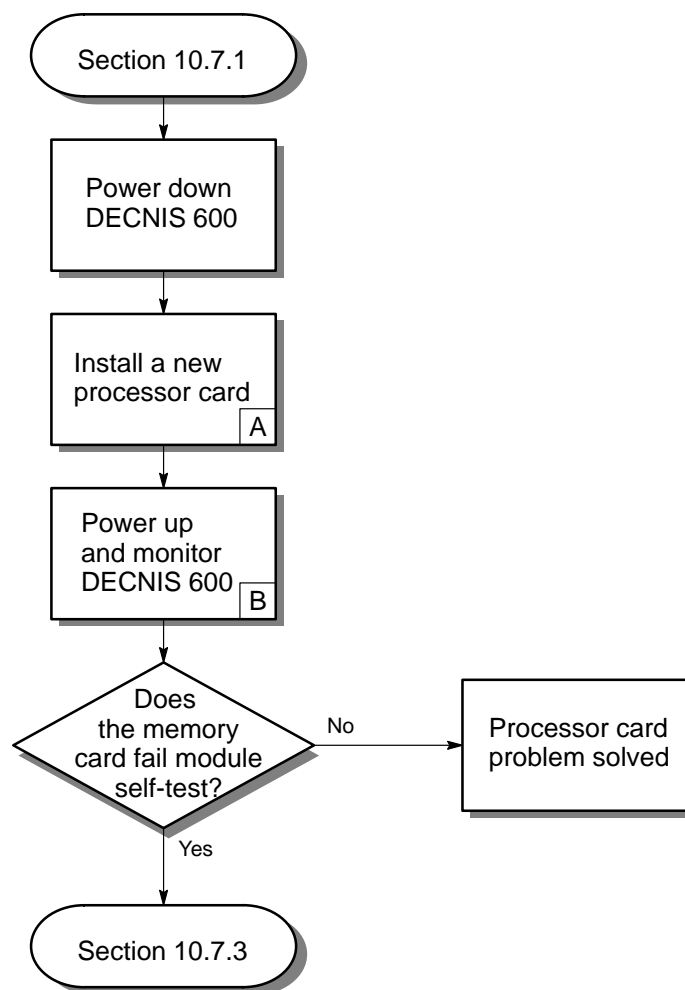 Section 10.7.1
Power down
DECNIS 600
Install a new
processor card
A
Power up
and monitor
DECNIS 600
B
Does
the memory
card fail module
self-test?
No
Processor card
problem solved
Yes
Section 10.7.3